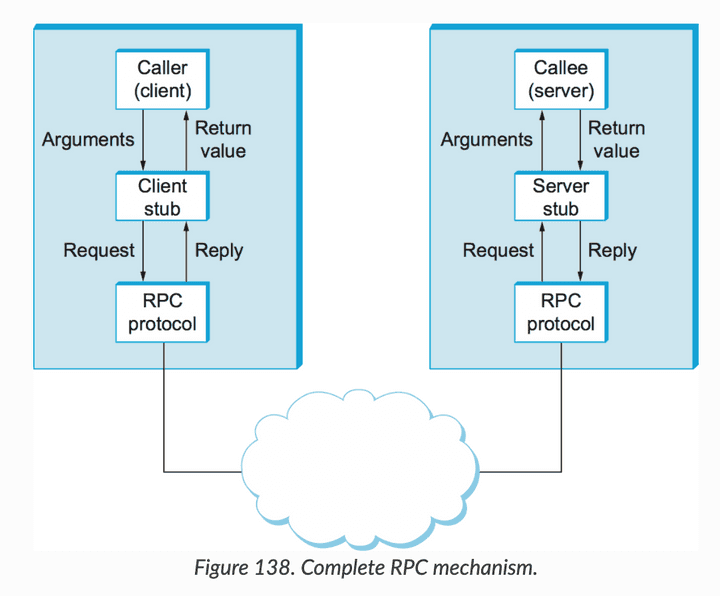 Caller
(client)
Arguments
Return
value
Client
stub
Request
Reply
RPC
protocol
Callee
(server)
Arguments
Return
value
Server
stub
Request
Reply
RPC
protocol
Figure 138. Complete RPC mechanism.